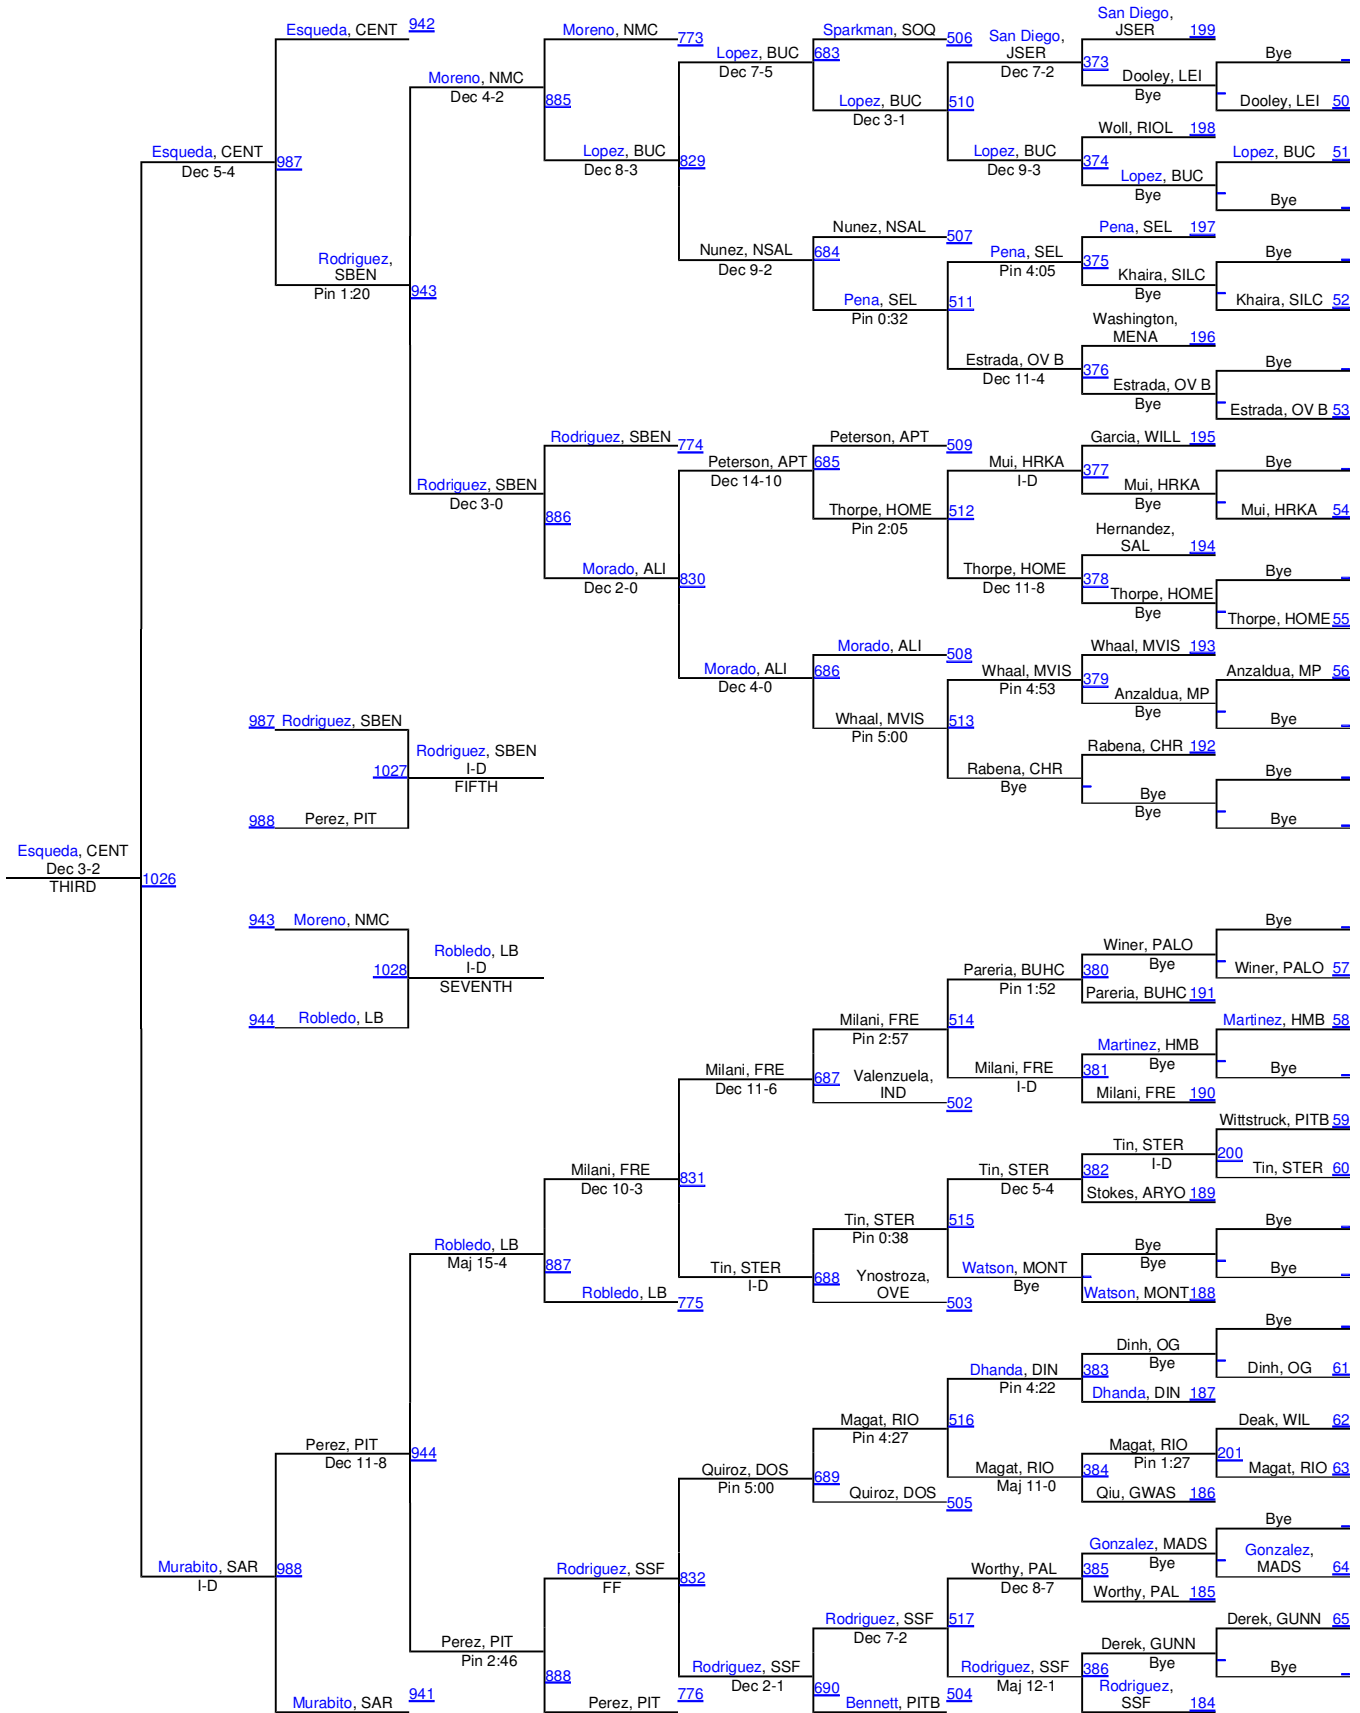 San Diego,
JSER 199
Esqueda, CENT 942
Moreno, NMC 773
Sparkman, SOQ 506
San Diego,
JSER
Dec 7-2
373
Bye
Lopez, BUC 683
Dec 7-5
Dooley, LEI
Bye
Moreno, NMC
Dec 4-2
885
Lopez, BUC
Dec 3-1
510
Dooley, LEI 50
Woll, RIOL 198
Esqueda, CENT
Dec 5-4
987
Lopez, BUC
Dec 8-3
829
Lopez, BUC
Dec 9-3
374
Lopez, BUC 51
Lopez, BUC
Bye
Bye
Nunez, NSAL 507
Pena, SEL 197
Nunez, NSAL
Dec 9-2
684
Pena, SEL
Pin 4:05
375
Bye
Rodriguez,
SBEN
Pin 1:20
943
Khaira, SILC
Bye
Pena, SEL
Pin 0:32
511
Khaira, SILC 52
Washington,
MENA 196
Estrada, OV B
Dec 11-4
376
Bye
Estrada, OV B
Bye
Estrada, OV B 53
Rodriguez, SBEN 774
Peterson, APT 509
Garcia, WILL 195
Peterson, APT
Dec 14-10
685
Mui, HRKA
I-D
377
Bye
Rodriguez, SBEN
Dec 3-0
886
Mui, HRKA
Bye
Thorpe, HOME
Pin 2:05
512
Mui, HRKA 54
Hernandez,
SAL 194
Morado, ALI
Dec 2-0
830
Thorpe, HOME
Dec 11-8
378
Bye
Thorpe, HOME
Bye
Thorpe, HOME 55
Morado, ALI 508
Whaal, MVIS 193
Morado, ALI
Dec 4-0
686
Whaal, MVIS
Pin 4:53
379
Anzaldua, MP 56
Anzaldua, MP
Bye
987 Rodriguez, SBEN
Whaal, MVIS
Pin 5:00
513
Bye
1027
Rodriguez, SBEN
I-D
FIFTH
Rabena, CHR 192
Rabena, CHR
Bye
Bye
Bye
Bye
988 Perez, PIT
Bye
Esqueda, CENT
Dec 3-2
THIRD
1026
943 Moreno, NMC
Bye
1028
Robledo, LB
I-D
SEVENTH
Winer, PALO
Bye
Pareria, BUHC
Pin 1:52
380
Winer, PALO 57
Pareria, BUHC 191
944 Robledo, LB
Milani, FRE
Pin 2:57
514
Martinez, HMB 58
Martinez, HMB
Bye
Milani, FRE
Dec 11-6
687
Valenzuela,
IND 502
Milani, FRE
I-D
381
Bye
Milani, FRE 190
Wittstruck, PITB 59
Tin, STER
I-D
200
Milani, FRE
Dec 10-3
831
Tin, STER
Dec 5-4
382
Tin, STER 60
Stokes, ARYO 189
Tin, STER
Pin 0:38
515
Bye
Robledo, LB
Maj 15-4
887
Bye
Bye
Tin, STER
I-D
688
Ynostroza,
OVE 503
Watson, MONT
Bye
Bye
Robledo, LB 775
Watson, MONT 188
Bye
Dinh, OG
Bye
Dhanda, DIN
Pin 4:22
383
Dinh, OG 61
Dhanda, DIN 187
Magat, RIO
Pin 4:27
516
Deak, WIL 62
Perez, PIT
Dec 11-8
944
Magat, RIO
Pin 1:27
201
Quiroz, DOS
Pin 5:00
689
Magat, RIO
Maj 11-0
384
Magat, RIO 63
Quiroz, DOS 505
Qiu, GWAS 186
Bye
Gonzalez, MADS
Bye
Gonzalez,
MADS 64
Murabito, SAR
I-D
988
Rodriguez, SSF
FF
832
Worthy, PAL
Dec 8-7
385
Worthy, PAL 185
Rodriguez, SSF
Dec 7-2
517
Derek, GUNN 65
Perez, PIT
Pin 2:46
888
Derek, GUNN
Bye
Rodriguez, SSF
Dec 2-1
690
Rodriguez, SSF
Maj 12-1
386
Bye
Murabito, SAR 941
Perez, PIT 776
Bennett, PITB 504
Rodriguez,
SSF 184